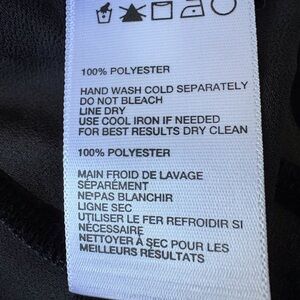 100% POLYESTER
HAND WASH COLD SEPARATELY
DO NOT BLEACH
LINE DRY
USE COOL IRON IF NEEDED
FOR BEST RESULTS DRY CLEAN
100% POLYESTER
MAIN FROID DE LAVAGE
SÉPARÉMENT
NE PAS BLANCHIR
LIGNE SEC
UTILISER LE FER REFROIDIR SI
NÉCESSAIRE
NETTOYER À SEC POUR LES
MEILLEURS RÉSULTATS